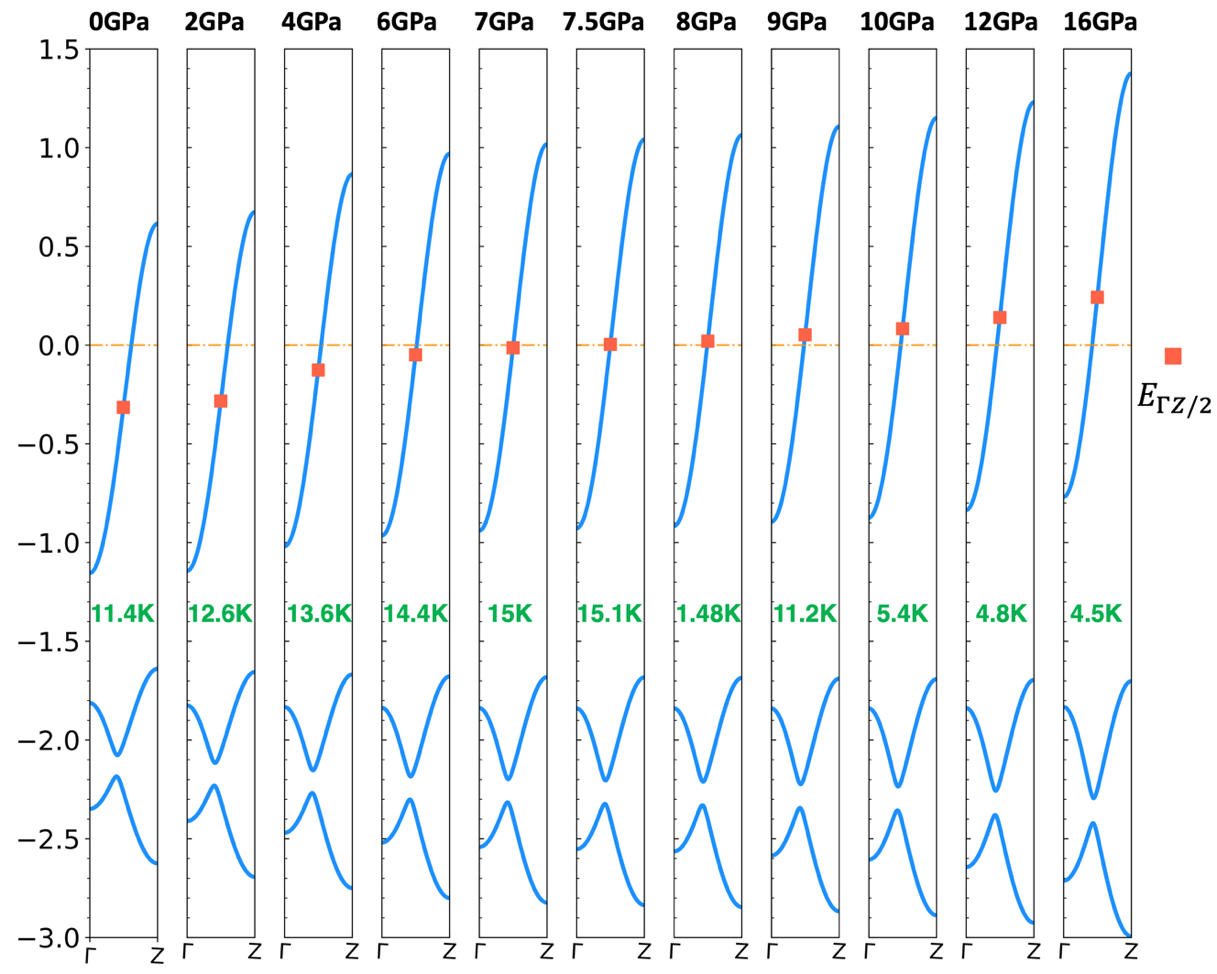 0GPa 2GPa 4GPa 6GPa 7GPa 7.5GPa 8GPa 9GPa 10GPa 12GPa 16GPa
1.5
1.0
0.5
0.0
−0.5
−1.0
−1.5
−2.0
−2.5
−3.0
11.4K 12.6K 13.6K 14.4K 15K 15.1K 1.48K 11.2K 5.4K 4.8K 4.5K
E_ΓZ/2
Γ Z Γ Z Γ Z Γ Z Γ Z Γ Z Γ Z Γ Z Γ Z Γ Z Γ Z